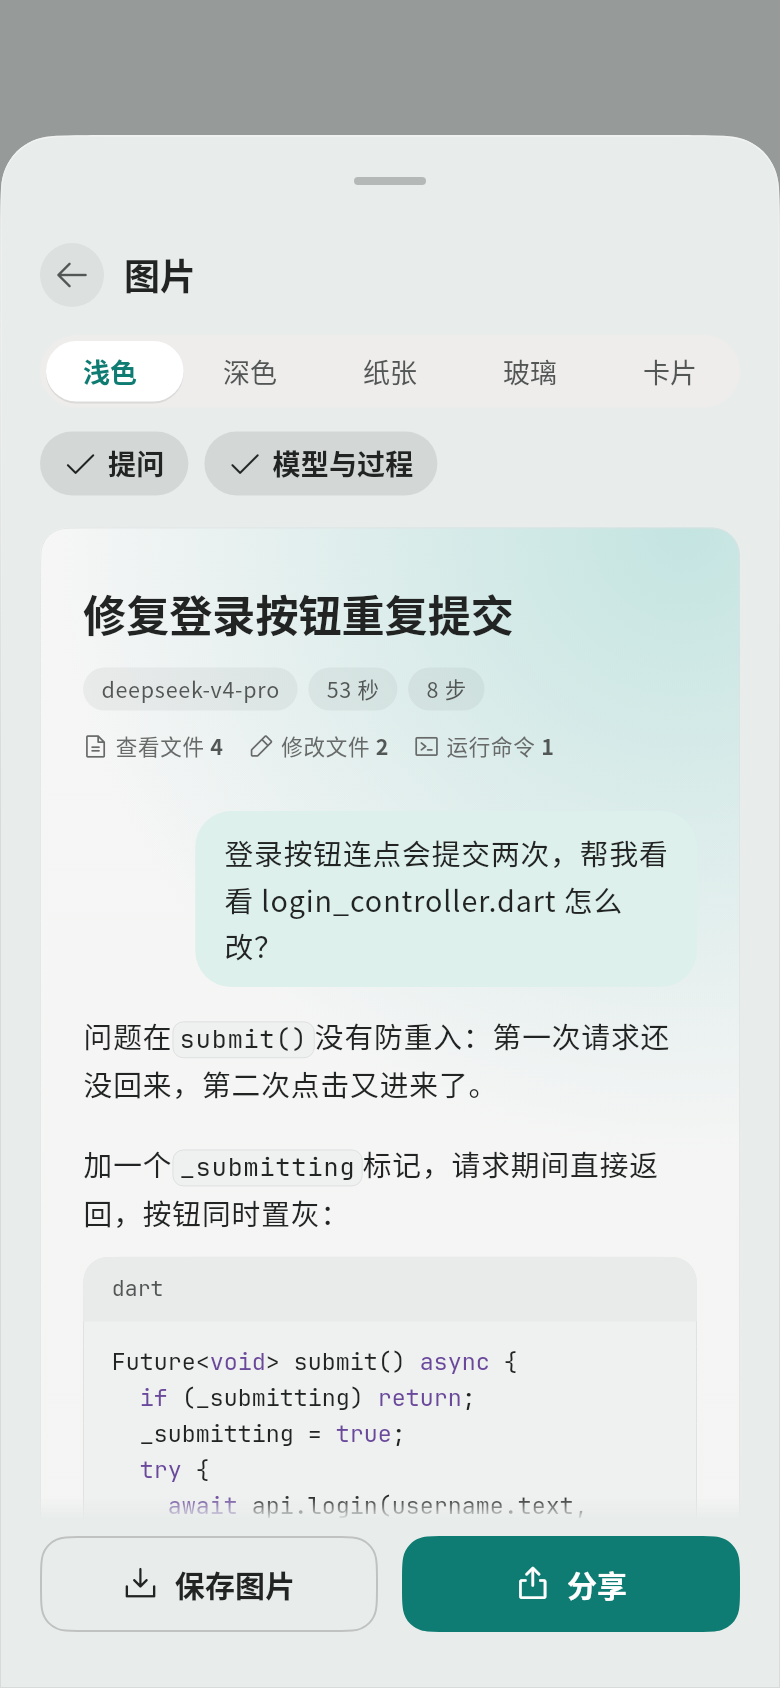 图片
浅色 深色 纸张 玻璃 卡片
提问 模型与过程
修复登录按钮重复提交
deepseek-v4-pro 53 秒 8 步
查看文件 4 修改文件 2 运行命令 1
登录按钮连点会提交两次，帮我看
看 login_controller.dart 怎么
改？
问题在 submit() 没有防重入：第一次请求还
没回来，第二次点击又进来了。
加一个 _submitting 标记，请求期间直接返
回，按钮同时置灰：
dart
Future<void> submit() async {
  if (_submitting) return;
  _submitting = true;
  try {
    await api.login(username.text,
保存图片 分享